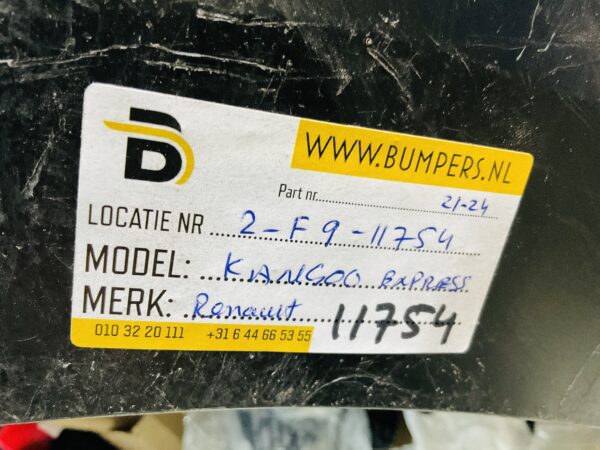 B
WWW.BUMPERS.NL
Part nr. 21-24
LOCATIE NR 2-F9-11754
MODEL: KANGOO EXPRESS
MERK: Renault 11754
010 32 20 111 +31 6 44 66 53 55